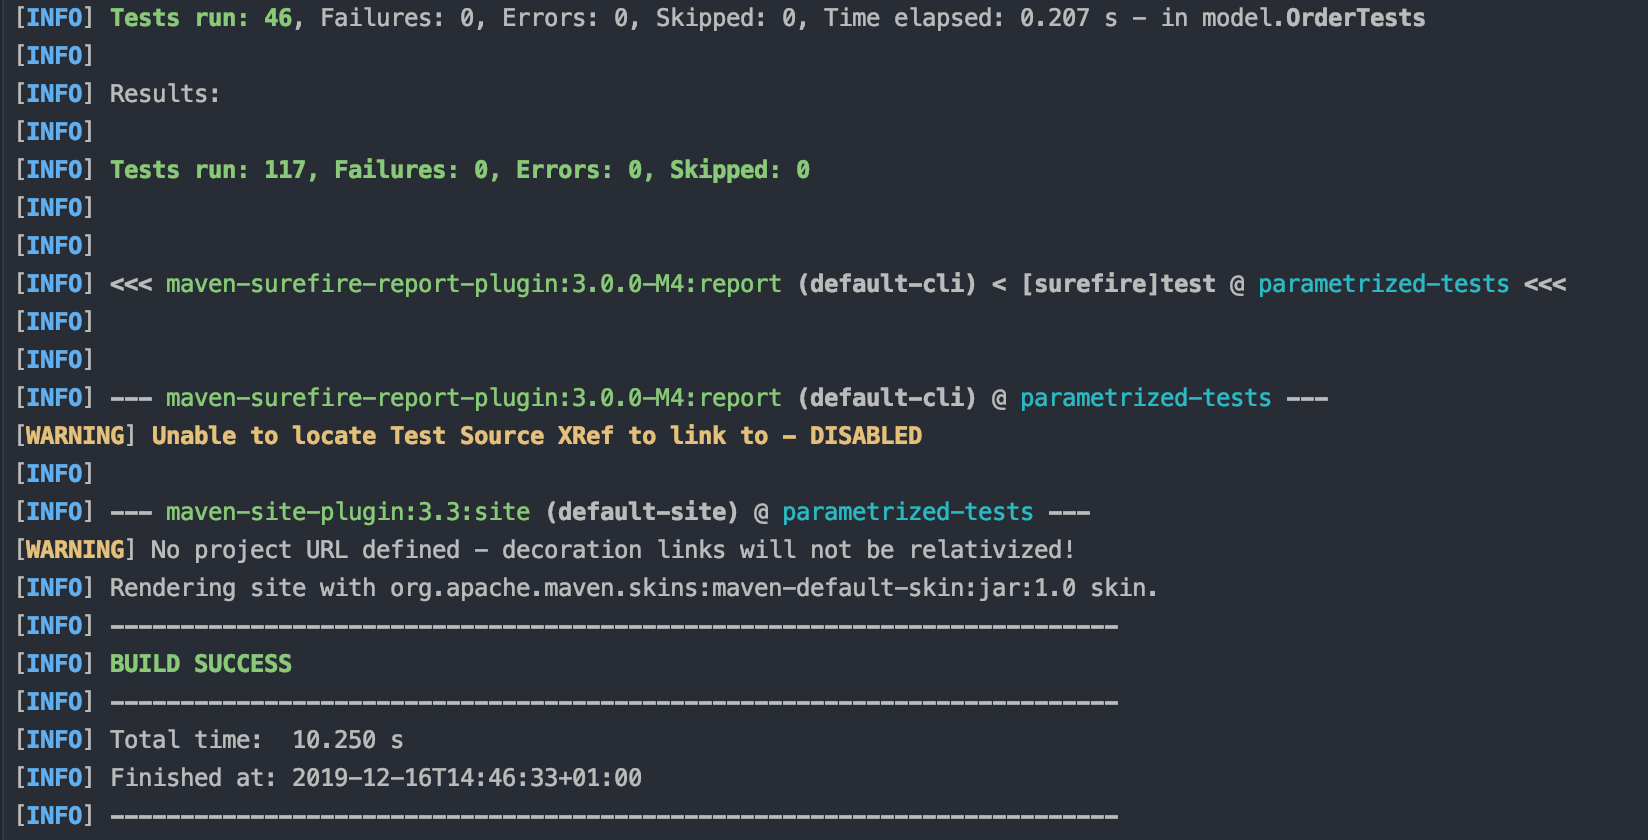 [INFO] Tests run: 46, Failures: 0, Errors: 0, Skipped: 0, Time elapsed: 0.207 s - in model.OrderTests
[INFO]
[INFO] Results:
[INFO]
[INFO] Tests run: 117, Failures: 0, Errors: 0, Skipped: 0
[INFO]
[INFO]
[INFO] <<< maven-surefire-report-plugin:3.0.0-M4:report (default-cli) < [surefire]test @ parametrized-tests <<<
[INFO]
[INFO]
[INFO] --- maven-surefire-report-plugin:3.0.0-M4:report (default-cli) @ parametrized-tests ---
[WARNING] Unable to locate Test Source XRef to link to - DISABLED
[INFO]
[INFO] --- maven-site-plugin:3.3:site (default-site) @ parametrized-tests ---
[WARNING] No project URL defined - decoration links will not be relativized!
[INFO] Rendering site with org.apache.maven.skins:maven-default-skin:jar:1.0 skin.
[INFO] ------------------------------------------------------------------------
[INFO] BUILD SUCCESS
[INFO] ------------------------------------------------------------------------
[INFO] Total time:  10.250 s
[INFO] Finished at: 2019-12-16T14:46:33+01:00
[INFO] ------------------------------------------------------------------------